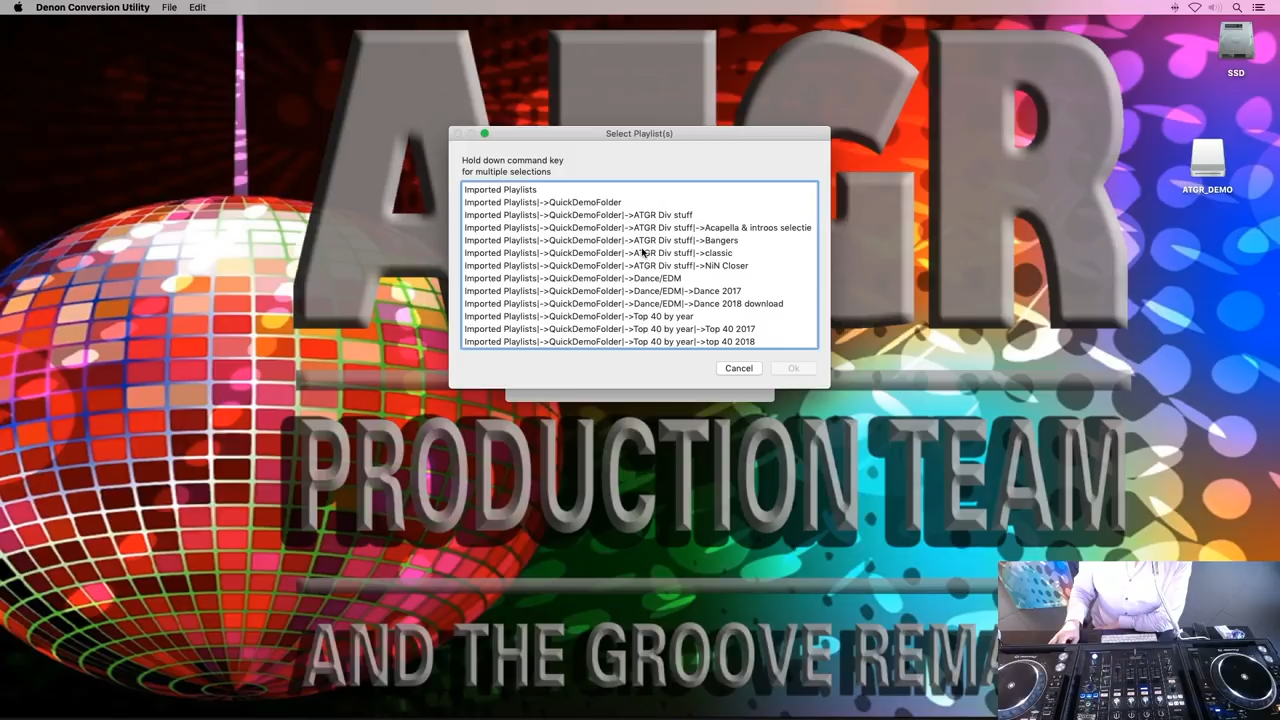 Denon Conversion Utility File Edit
SSD
ATGR_DEMO
ATGR
Select Playlist(s)
Hold down command key
for multiple selections
Imported Playlists
Imported Playlists|->QuickDemoFolder
Imported Playlists|->QuickDemoFolder|->ATGR Div stuff
Imported Playlists|->QuickDemoFolder|->ATGR Div stuff|->Acapella & introos selectie
Imported Playlists|->QuickDemoFolder|->ATGR Div stuff|->Bangers
Imported Playlists|->QuickDemoFolder|->ATGR Div stuff|->classic
Imported Playlists|->QuickDemoFolder|->ATGR Div stuff|->NiN Closer
Imported Playlists|->QuickDemoFolder|->Dance/EDM
Imported Playlists|->QuickDemoFolder|->Dance/EDM|->Dance 2017
Imported Playlists|->QuickDemoFolder|->Dance/EDM|->Dance 2018 download
Imported Playlists|->QuickDemoFolder|->Top 40 by year
Imported Playlists|->QuickDemoFolder|->Top 40 by year|->Top 40 2017
Imported Playlists|->QuickDemoFolder|->Top 40 by year|->top 40 2018
Cancel Ok
PRODUCTION TEAM
AND THE GROOVE REMA